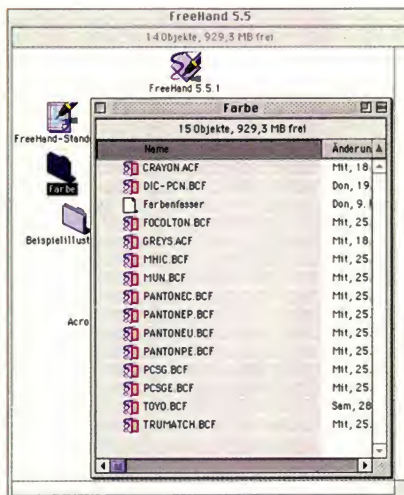 FreeHand 5.5
14 Objekte, 929,3 MB frei
FreeHand 5.5.1
FreeHand-Stand
Farbe
Beispielillust
Acro
Farbe
15 Objekte, 929,3 MB frei
Name Änderun
CRAYON.ACF Mit, 18.
DIC-PCN.BCF Don, 19.
Farbenfasser Don, 9.
FOCOLTON.BCF Mit, 25.
GREYS.ACF Mit, 18.
MHIC.BCF Mit, 25.
MUN.BCF Mit, 25.
PANTONEC.BCF Mit, 25.
PANTONEP.BCF Mit, 25.
PANTONEU.BCF Mit, 25.
PANTONPE.BCF Mit, 25.
PCSG.BCF Mit, 25.
PCSGE.BCF Mit, 25.
TOYO.BCF Sam, 28
TRUMATCH.BCF Mit, 25.